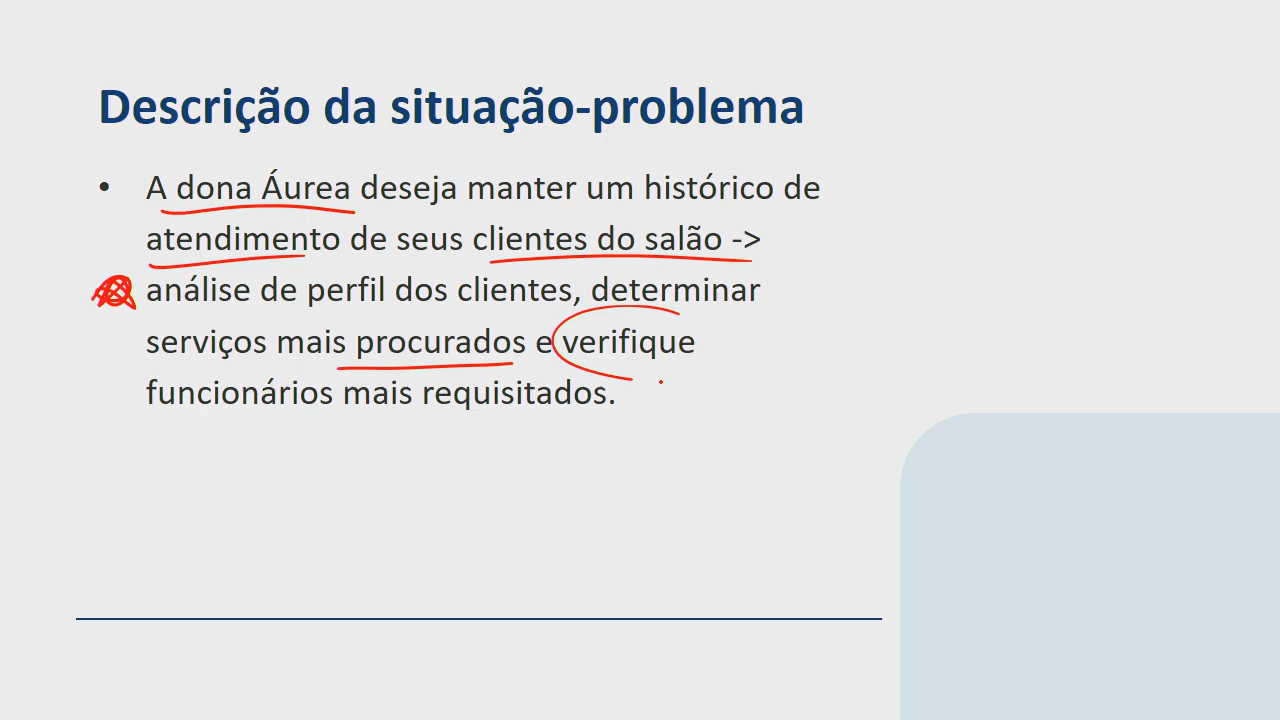 Descrição da situação-problema
• A dona Áurea deseja manter um histórico de
atendimento de seus clientes do salão ->
análise de perfil dos clientes, determinar
serviços mais procurados e verifique
funcionários mais requisitados.